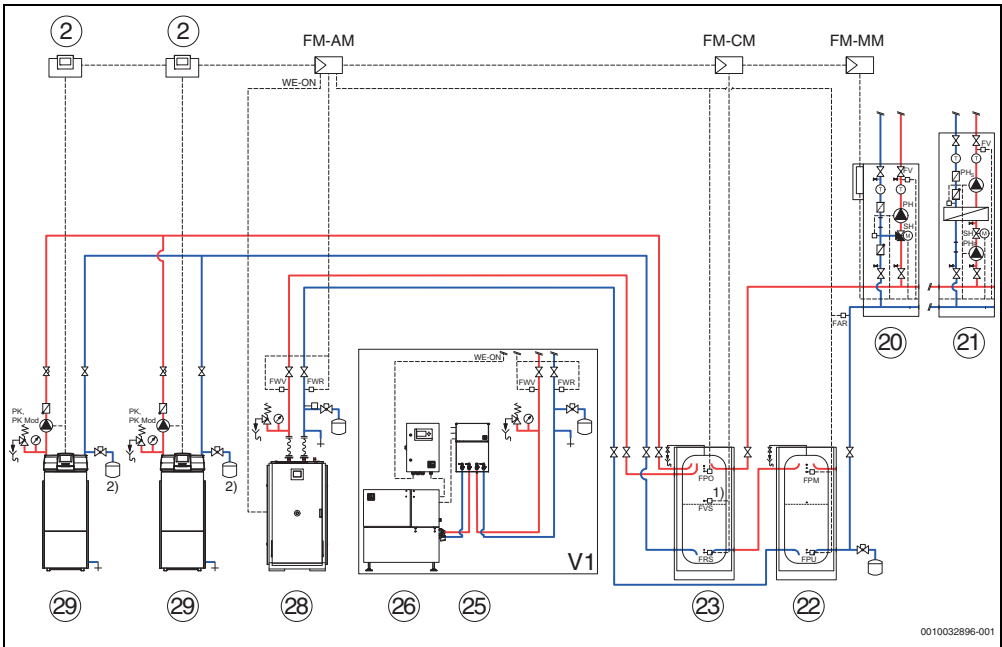 2
2
FM-AM
FM-CM
FM-MM
WE-ON
FV
T
T
PH
SH
M
FV
T
T
PHS
SH
M
PH
FAR
20
21
FWV
FWR
WE-ON
FWV
FWR
PK,
PK Mod
PK,
PK Mod
2)
2)
FPO
1)
FVS
FRS
FPM
FPU
V1
29
29
28
26
25
23
22
0010032896-001